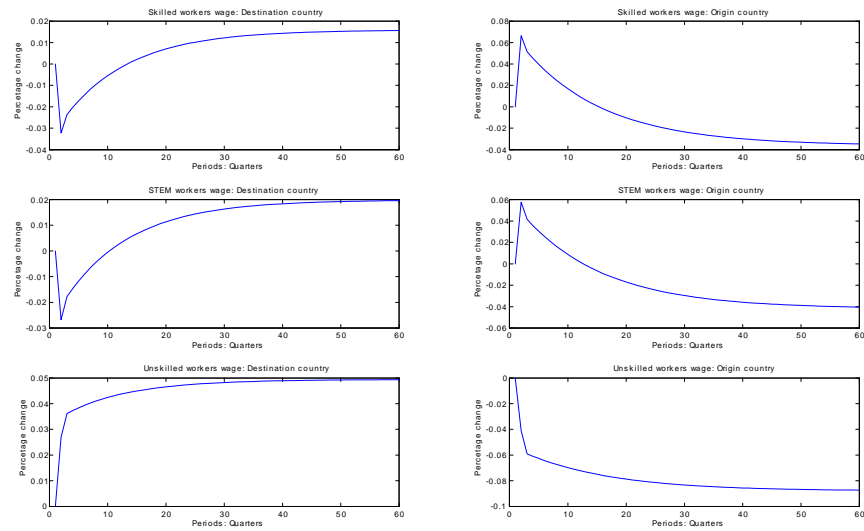 Skilled workers wage: Destination country
Percetage change
0.02
0.01
0
-0.01
-0.02
-0.03
-0.04
0 10 20 30 40 50 60
Periods: Quarters
Skilled workers wage: Origin country
Percetage change
0.08
0.06
0.04
0.02
0
-0.02
-0.04
0 10 20 30 40 50 60
Periods: Quarters
STEM workers wage: Destination country
Percetage change
0.02
0.01
0
-0.01
-0.02
-0.03
0 10 20 30 40 50 60
Periods: Quarters
STEM workers wage: Origin country
Percetage change
0.06
0.04
0.02
0
-0.02
-0.04
-0.06
0 10 20 30 40 50 60
Periods: Quarters
Unskilled workers wage: Destination country
Percetage change
0.05
0.04
0.03
0.02
0.01
0
0 10 20 30 40 50 60
Periods: Quarters
Unskilled workers wage: Origin country
Percetage change
0
-0.02
-0.04
-0.06
-0.08
-0.1
0 10 20 30 40 50 60
Periods: Quarters